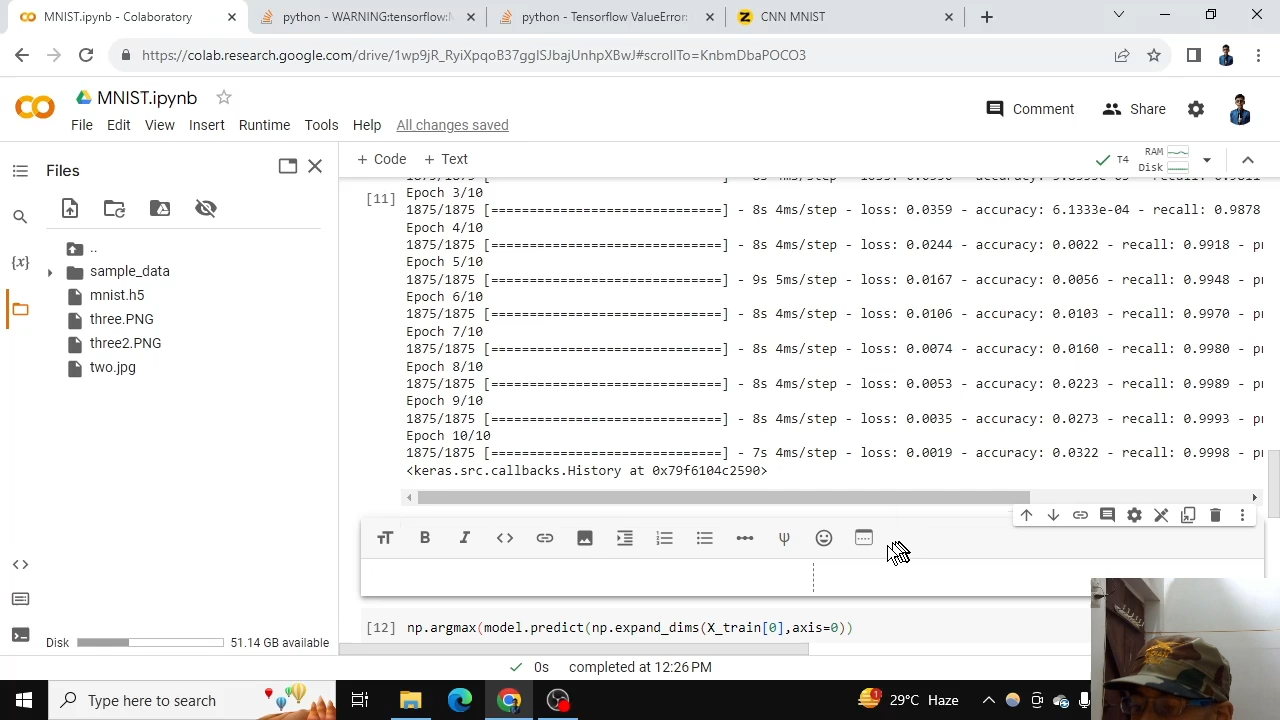 MNIST.ipynb - Colaboratory
python - WARNING:tensorflow:
python - Tensorflow ValueError:
CNN MNIST
MNIST.ipynb
File Edit View Insert Runtime Tools Help All changes saved
Comment Share
Files
+ Code + Text
T4 RAM Disk
..
sample_data
mnist.h5
three.PNG
three2.PNG
two.jpg
Disk 51.14 GB available
[11]
Epoch 3/10
1875/1875 [==============================] - 8s 4ms/step - loss: 0.0359 - accuracy: 6.1333e-04 - recall: 0.9878
Epoch 4/10
1875/1875 [==============================] - 8s 4ms/step - loss: 0.0244 - accuracy: 0.0022 - recall: 0.9918 - p
Epoch 5/10
1875/1875 [==============================] - 9s 5ms/step - loss: 0.0167 - accuracy: 0.0056 - recall: 0.9948 - p
Epoch 6/10
1875/1875 [==============================] - 8s 4ms/step - loss: 0.0106 - accuracy: 0.0103 - recall: 0.9970 - p
Epoch 7/10
1875/1875 [==============================] - 8s 4ms/step - loss: 0.0074 - accuracy: 0.0160 - recall: 0.9980 - p
Epoch 8/10
1875/1875 [==============================] - 8s 4ms/step - loss: 0.0053 - accuracy: 0.0223 - recall: 0.9989 - p
Epoch 9/10
1875/1875 [==============================] - 8s 4ms/step - loss: 0.0035 - accuracy: 0.0273 - recall: 0.9993 - p
Epoch 10/10
1875/1875 [==============================] - 7s 4ms/step - loss: 0.0019 - accuracy: 0.0322 - recall: 0.9998 - p
<keras.src.callbacks.History at 0x79f6104c2590>
[12] np.argmax(model.predict(np.expand_dims(X_train[0],axis=0))
0s completed at 12:26 PM
Type here to search
1 29°C Haze